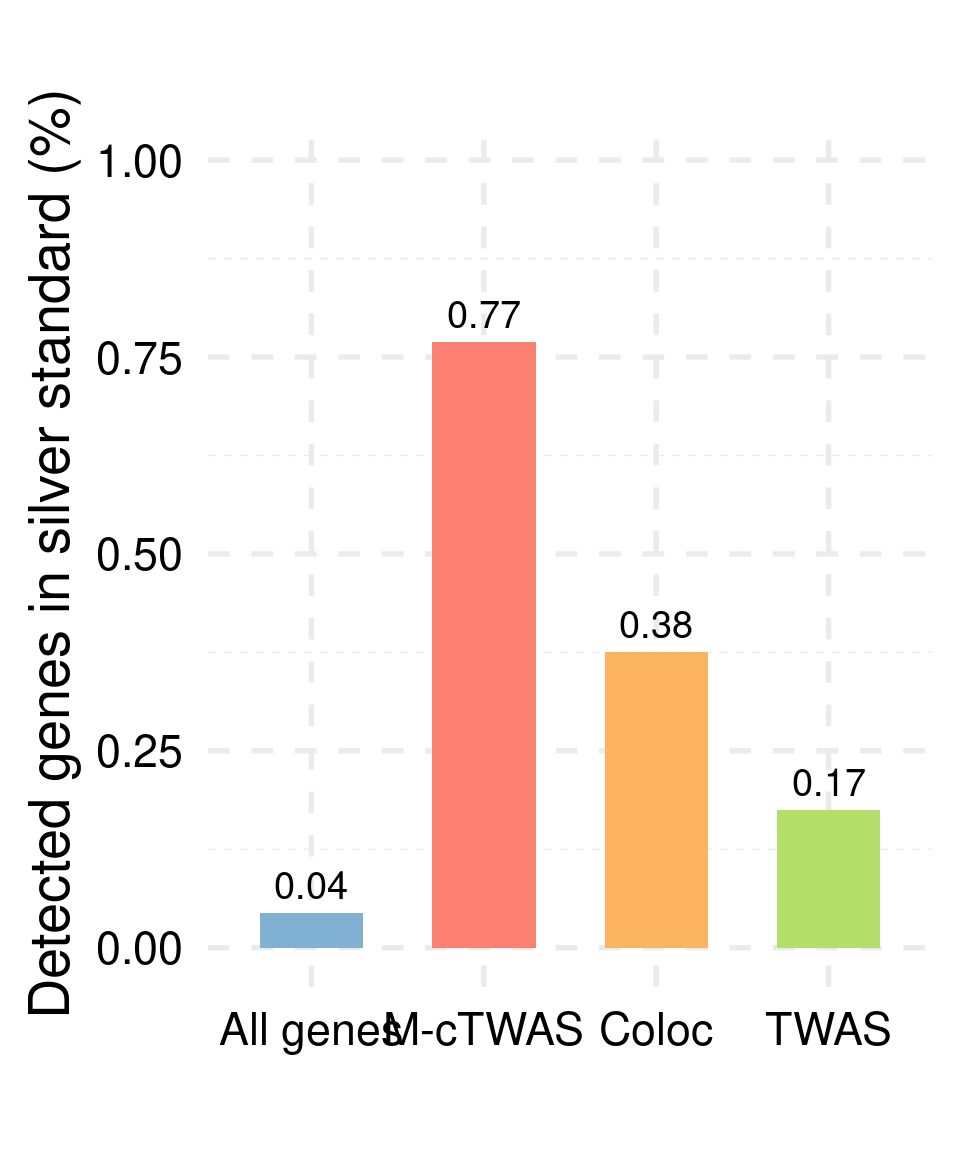 Detected genes in silver standard (%)
1.00
0.75
0.50
0.25
0.00
0.04
0.77
0.38
0.17
All genes
M-cTWAS
Coloc
TWAS